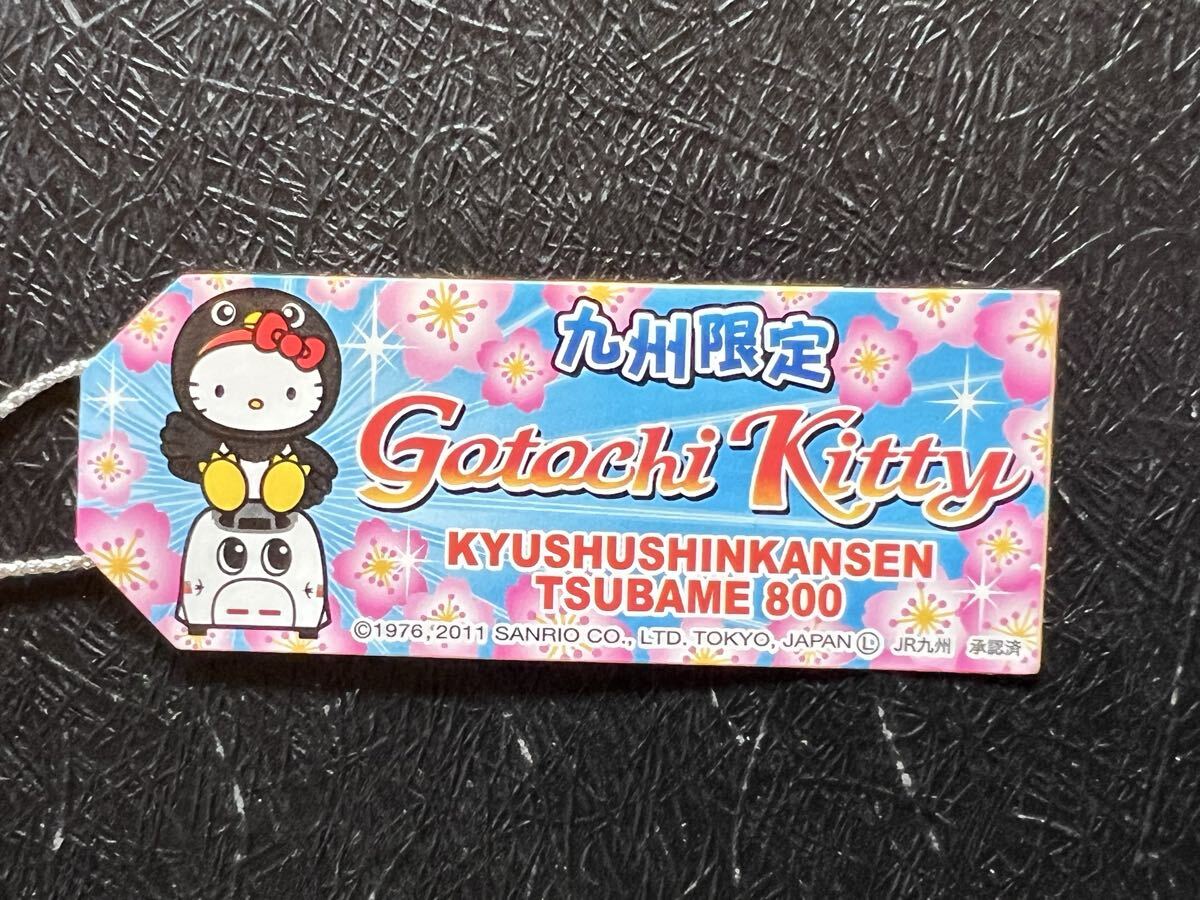 九州限定
Gotochi Kitty
KYUSHUSHINKANSEN
TSUBAME 800
©1976, 2011 SANRIO CO., LTD. TOKYO, JAPAN Ⓛ JR九州 承認済